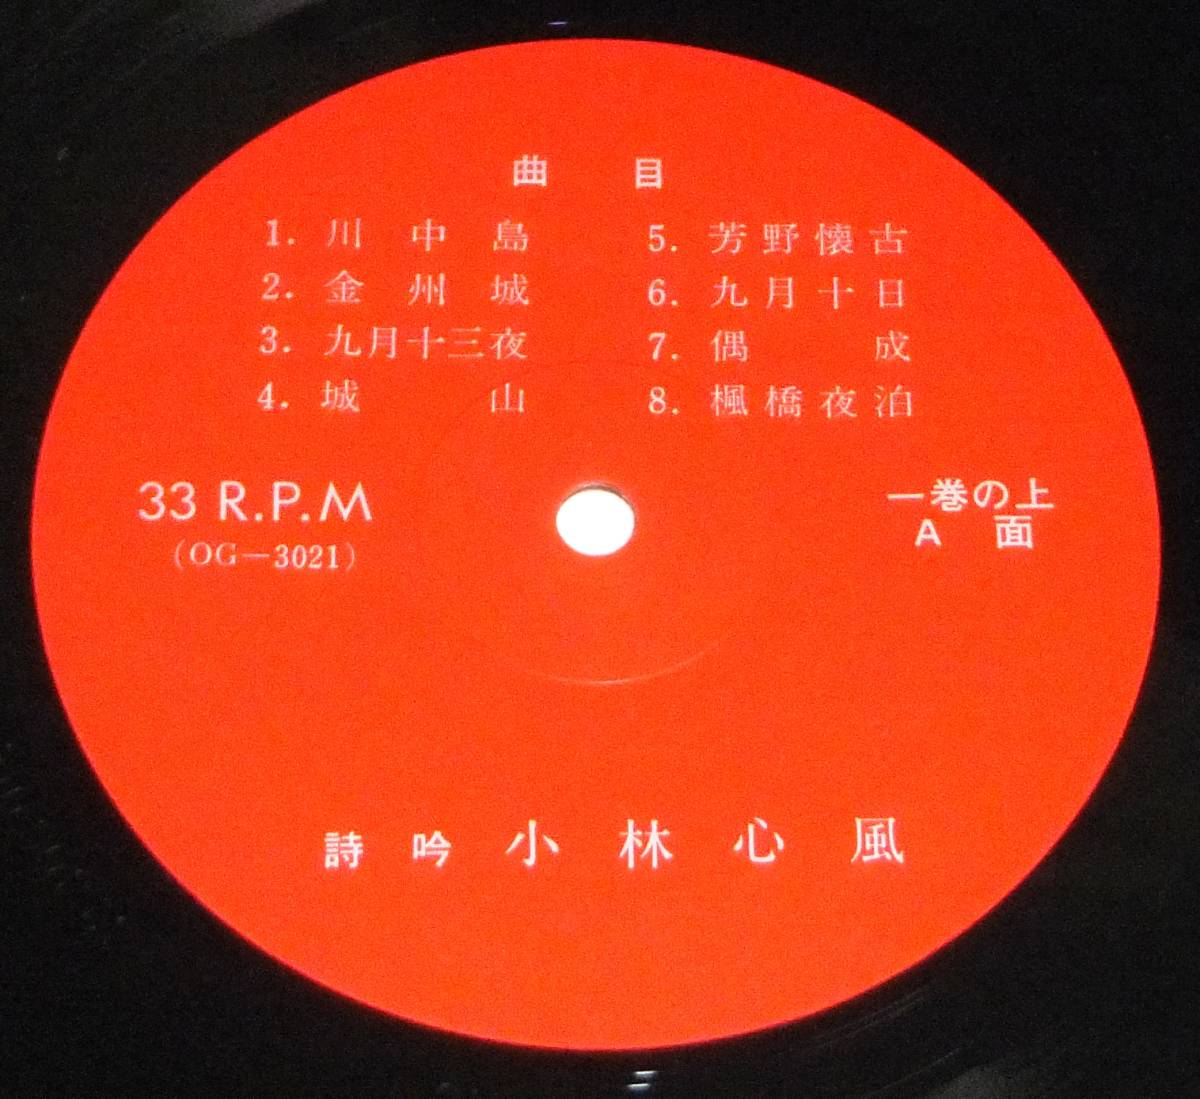 曲目
1. 川中島
2. 金州城
3. 九月十三夜
4. 城山
5. 芳野懐古
6. 九月十日
7. 偶成
8. 楓橋夜泊
33 R.P.M
(OG—3021)
一巻の上
A 面
詩吟 小林心風